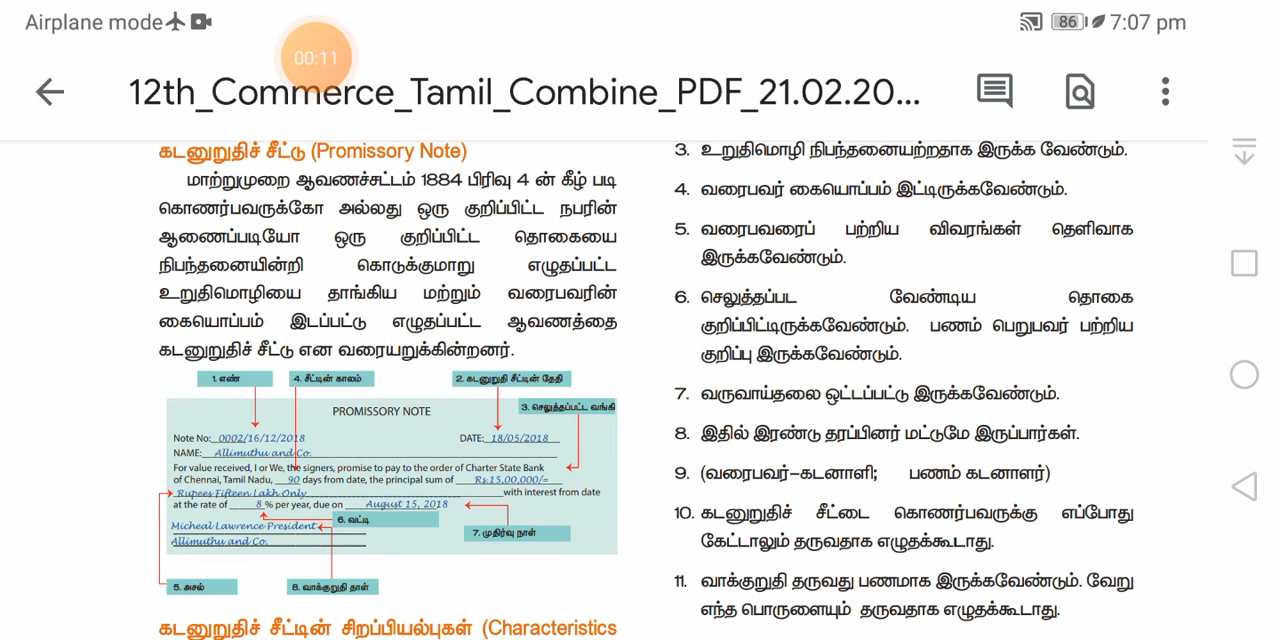 Airplane mode
86 7:07 pm
00:11
12th_Commerce_Tamil_Combine_PDF_21.02.20...
கடனுறுதிச் சீட்டு (Promissory Note)
மாற்றுமுறை ஆவணச்சட்டம் 1884 பிரிவு 4 ன் கீழ் படி
கொணர்பவருக்கோ அல்லது ஒரு குறிப்பிட்ட நபரின்
ஆணைப்படியோ ஒரு குறிப்பிட்ட தொகையை
நிபந்தனையின்றி கொடுக்குமாறு எழுதப்பட்ட
உறுதிமொழியை தாங்கிய மற்றும் வரைபவரின்
கையொப்பம் இடப்பட்டு எழுதப்பட்ட ஆவணத்தை
கடனுறுதிச் சீட்டு என வரையறுக்கின்றனர்.
1. எண்
4. சீட்டின் காலம்
2. கடனுறுதி சீட்டின் தேதி
PROMISSORY NOTE
3. செலுத்தப்பட்ட வங்கி
Note No: 0002/16/12/2018 DATE: 18/05/2018
NAME: Allimuthu and Co.
For value received, I or We, the signers, promise to pay to the order of Charter State Bank
of Chennai, Tamil Nadu, 90 days from date, the principal sum of Rs.15,00,000/=
Rupees Fifteen Lakh Only with interest from date
at the rate of 8 % per year, due on August 15, 2018
Micheal Lawrence President
6. வட்டி
7. முதிர்வு நாள்
Allimuthu and Co.
5. அசல்
8. வாக்குறுதி தாள்
கடனுறுதிச் சீட்டின் சிறப்பியல்புகள் (Characteristics
3. உறுதிமொழி நிபந்தனையற்றதாக இருக்க வேண்டும்.
4. வரைபவர் கையொப்பம் இட்டிருக்கவேண்டும்.
5. வரைபவரைப் பற்றிய விவரங்கள் தெளிவாக
இருக்கவேண்டும்.
6. செலுத்தப்பட வேண்டிய தொகை
குறிப்பிட்டிருக்கவேண்டும். பணம் பெறுபவர் பற்றிய
குறிப்பு இருக்கவேண்டும்.
7. வருவாய்தலை ஒட்டப்பட்டு இருக்கவேண்டும்.
8. இதில் இரண்டு தரப்பினர் மட்டுமே இருப்பார்கள்.
9. (வரைபவர்–கடனாளி; பணம் கடனாளர்)
10. கடனுறுதிச் சீட்டை கொணர்பவருக்கு எப்போது
கேட்டாலும் தருவதாக எழுதக்கூடாது.
11. வாக்குறுதி தருவது பணமாக இருக்கவேண்டும். வேறு
எந்த பொருளையும் தருவதாக எழுதக்கூடாது.